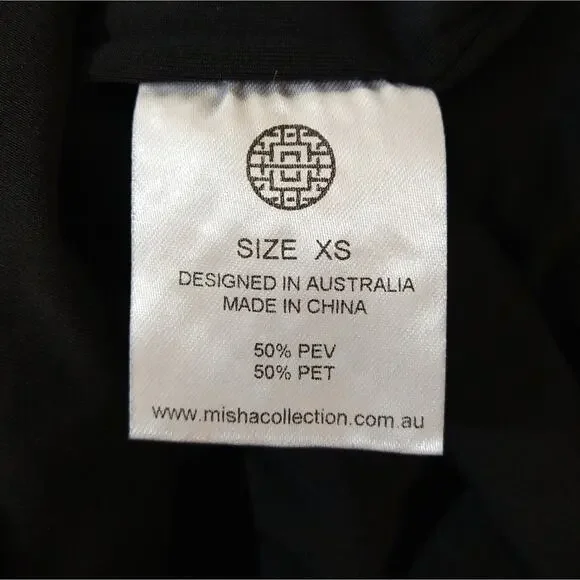 SIZE XS
DESIGNED IN AUSTRALIA
MADE IN CHINA
50% PEV
50% PET
www.mishacollection.com.au